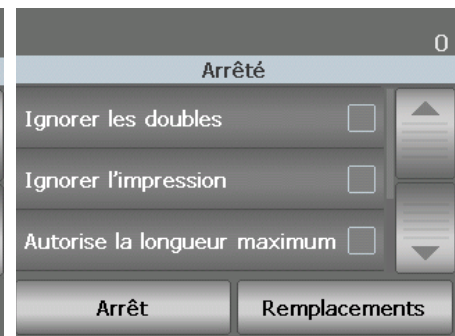 0
Arrêté
Ignorer les doubles
Ignorer l'impression
Autorise la longueur maximum
Arrêt
Remplacements